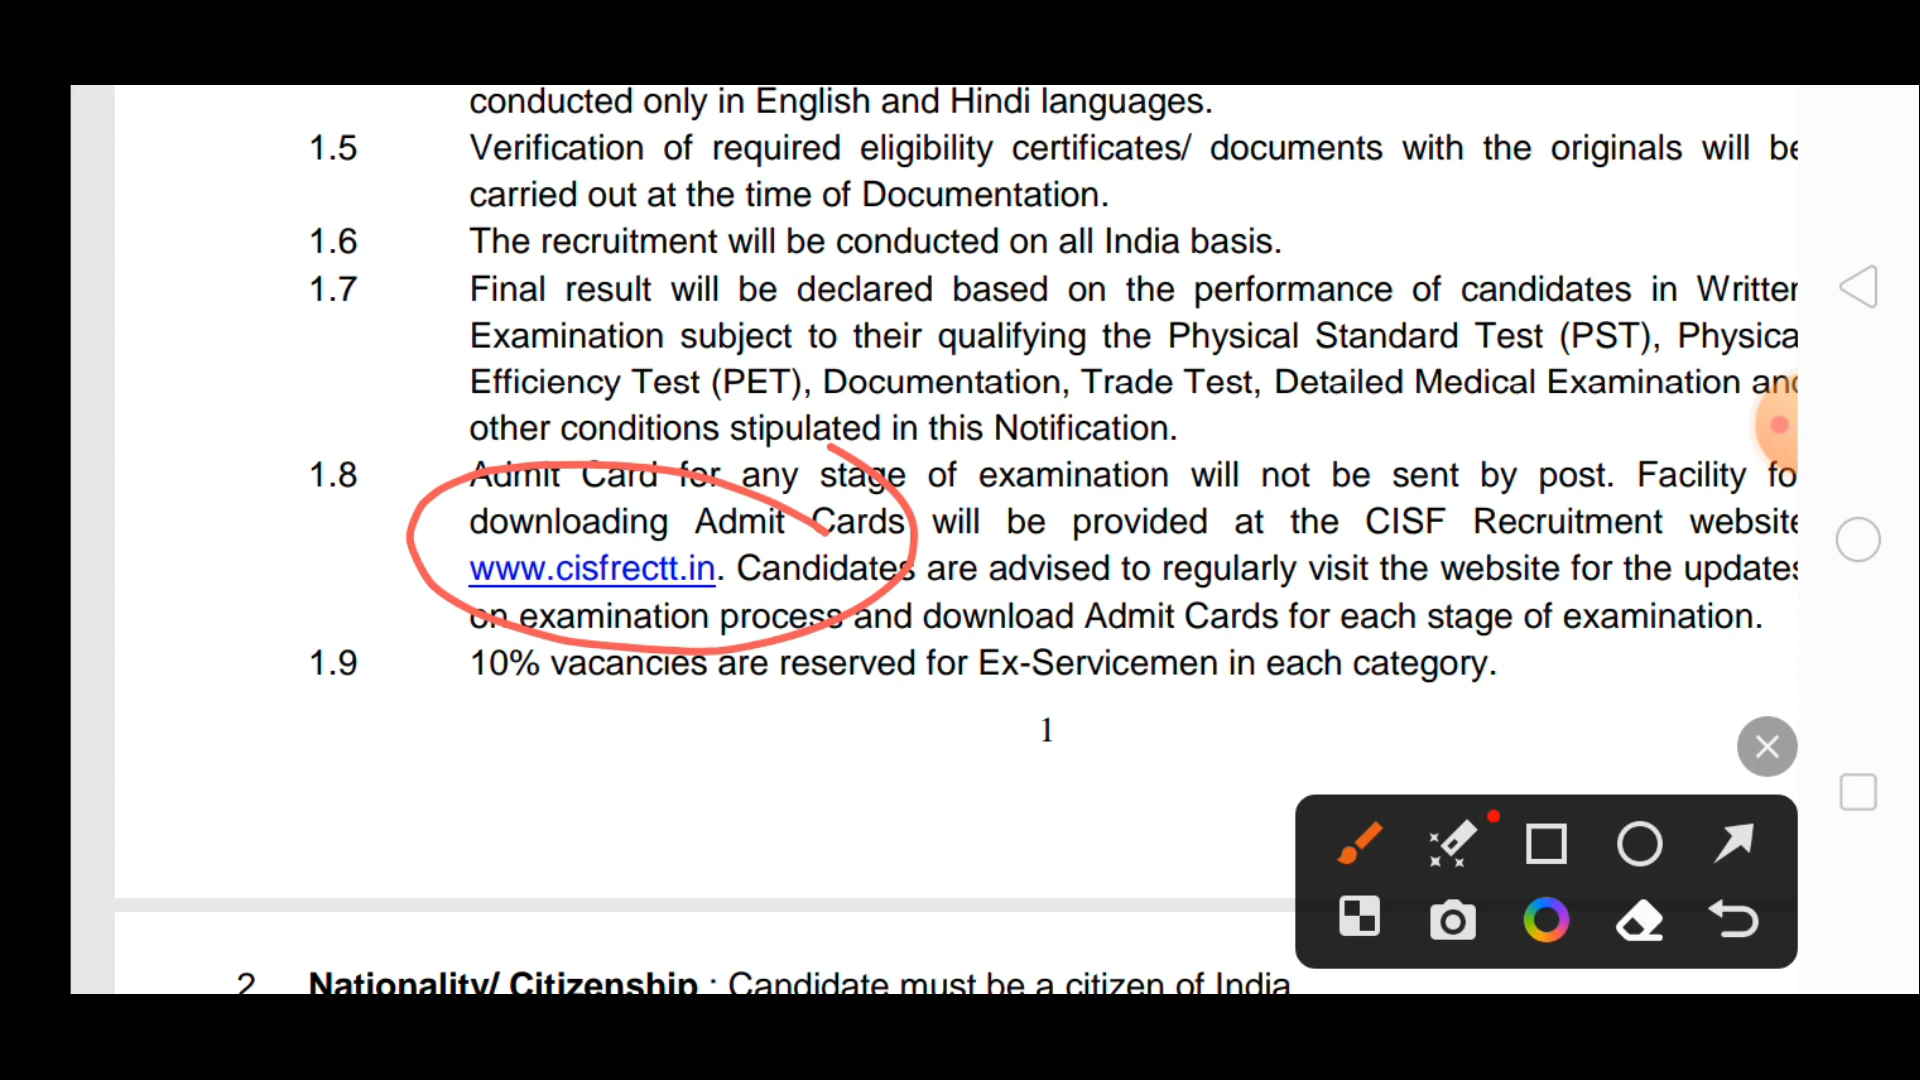 conducted only in English and Hindi languages.
1.5 Verification of required eligibility certificates/ documents with the originals will be
carried out at the time of Documentation.
1.6 The recruitment will be conducted on all India basis.
1.7 Final result will be declared based on the performance of candidates in Written
Examination subject to their qualifying the Physical Standard Test (PST), Physica
Efficiency Test (PET), Documentation, Trade Test, Detailed Medical Examination and
other conditions stipulated in this Notification.
1.8 Admit Card for any stage of examination will not be sent by post. Facility fo
downloading Admit Cards will be provided at the CISF Recruitment website
www.cisfrectt.in. Candidates are advised to regularly visit the website for the updates
on examination process and download Admit Cards for each stage of examination.
1.9 10% vacancies are reserved for Ex-Servicemen in each category.
1
2 Nationality/ Citizenship : Candidate must be a citizen of India